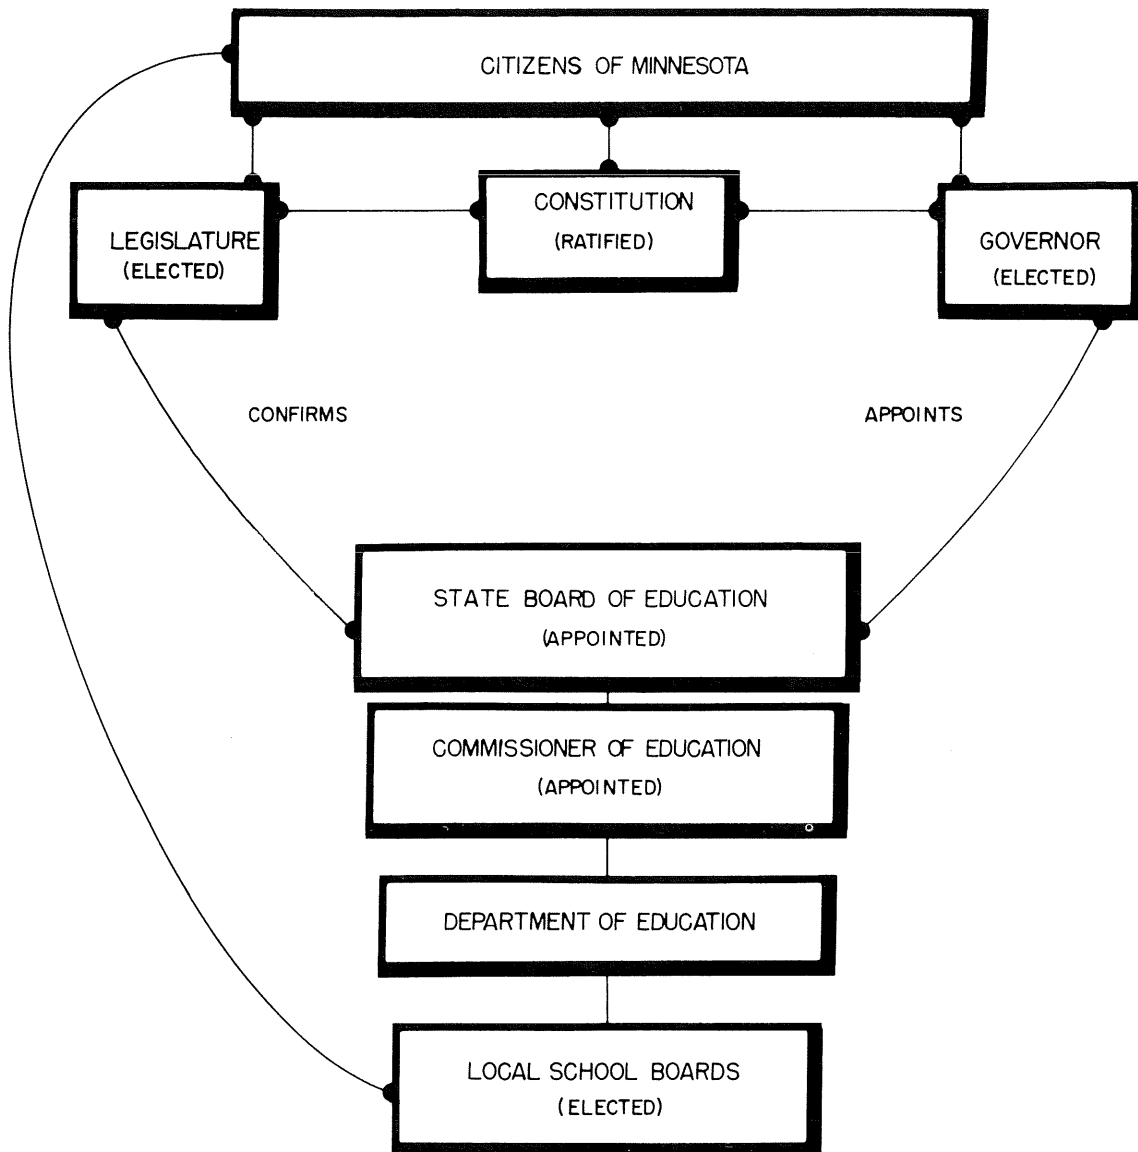 CITIZENS OF MINNESOTA
LEGISLATURE
(ELECTED)
CONSTITUTION
(RATIFIED)
GOVERNOR
(ELECTED)
CONFIRMS
APPOINTS
STATE BOARD OF EDUCATION
(APPOINTED)
COMMISSIONER OF EDUCATION
(APPOINTED)
DEPARTMENT OF EDUCATION
LOCAL SCHOOL BOARDS
(ELECTED)